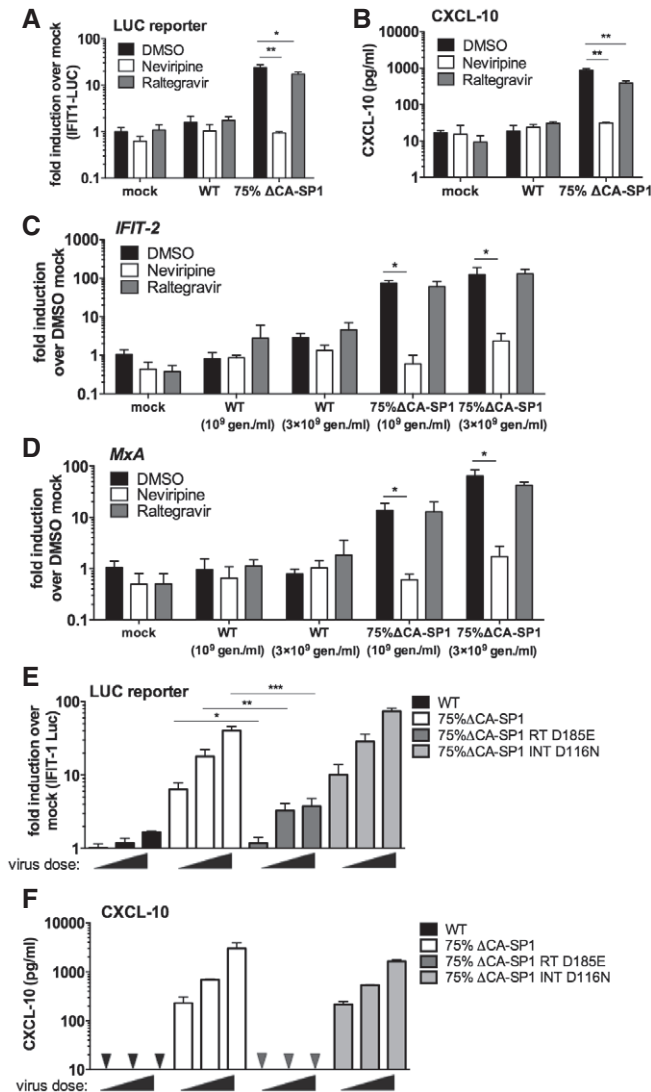 A
LUC reporter
fold induction over mock
(IFIT1-LUC)
100
10
1
0.1
DMSO
Neviripine
Raltegravir
*
**
mock
WT
75% ΔCA-SP1
B
CXCL-10
CXCL-10 (pg/ml)
10000
1000
100
10
1
DMSO
Neviripine
Raltegravir
**
**
mock
WT
75% ΔCA-SP1
C
IFIT-2
fold induction
over DMSO mock
1000
100
10
1
0.1
DMSO
Neviripine
Raltegravir
*
*
mock
WT
(10⁹ gen./ml)
WT
(3×10⁹ gen./ml)
75%ΔCA-SP1
(10⁹ gen./ml)
75%ΔCA-SP1
(3×10⁹ gen./ml)
D
MxA
fold induction
over DMSO mock
100
10
1
0.1
DMSO
Neviripine
Raltegravir
*
*
mock
WT
(10⁹ gen./ml)
WT
(3×10⁹ gen./ml)
75%ΔCA-SP1
(10⁹ gen./ml)
75%ΔCA-SP1
(3×10⁹ gen./ml)
E
LUC reporter
fold induction over
mock (IFIT-1 Luc)
100
10
1
***
**
*
WT
75%ΔCA-SP1
75%ΔCA-SP1 RT D185E
75%ΔCA-SP1 INT D116N
virus dose:
F
CXCL-10
CXCL-10 (pg/ml)
10000
1000
100
10
WT
75% ΔCA-SP1
75% ΔCA-SP1 RT D185E
75% ΔCA-SP1 INT D116N
virus dose: